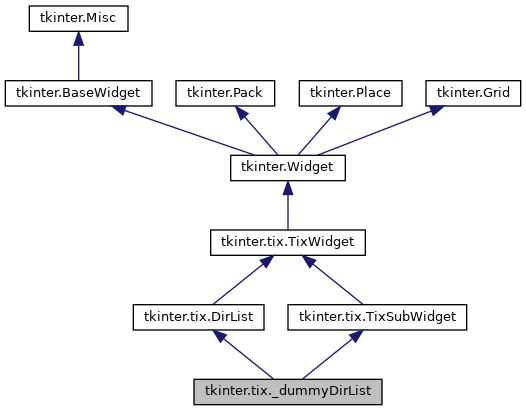 tkinter.Misc
tkinter.BaseWidget
tkinter.Pack
tkinter.Place
tkinter.Grid
tkinter.Widget
tkinter.tix.TixWidget
tkinter.tix.DirList
tkinter.tix.TixSubWidget
tkinter.tix._dummyDirList